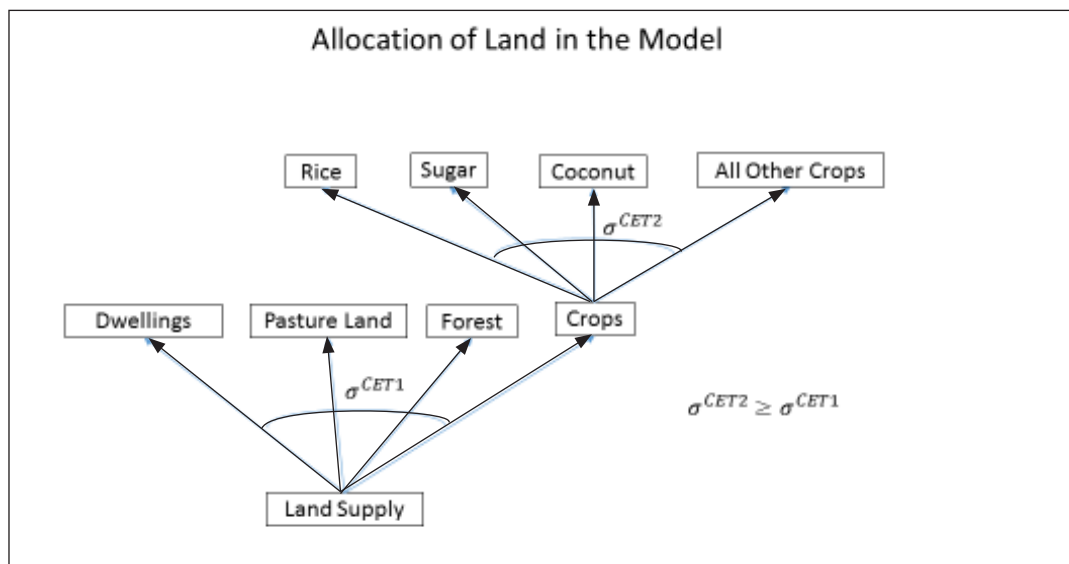 Allocation of Land in the Model
Rice
Sugar
Coconut
All Other Crops
σ^CET2
Dwellings
Pasture Land
Forest
Crops
σ^CET1
σ^CET2 ≥ σ^CET1
Land Supply